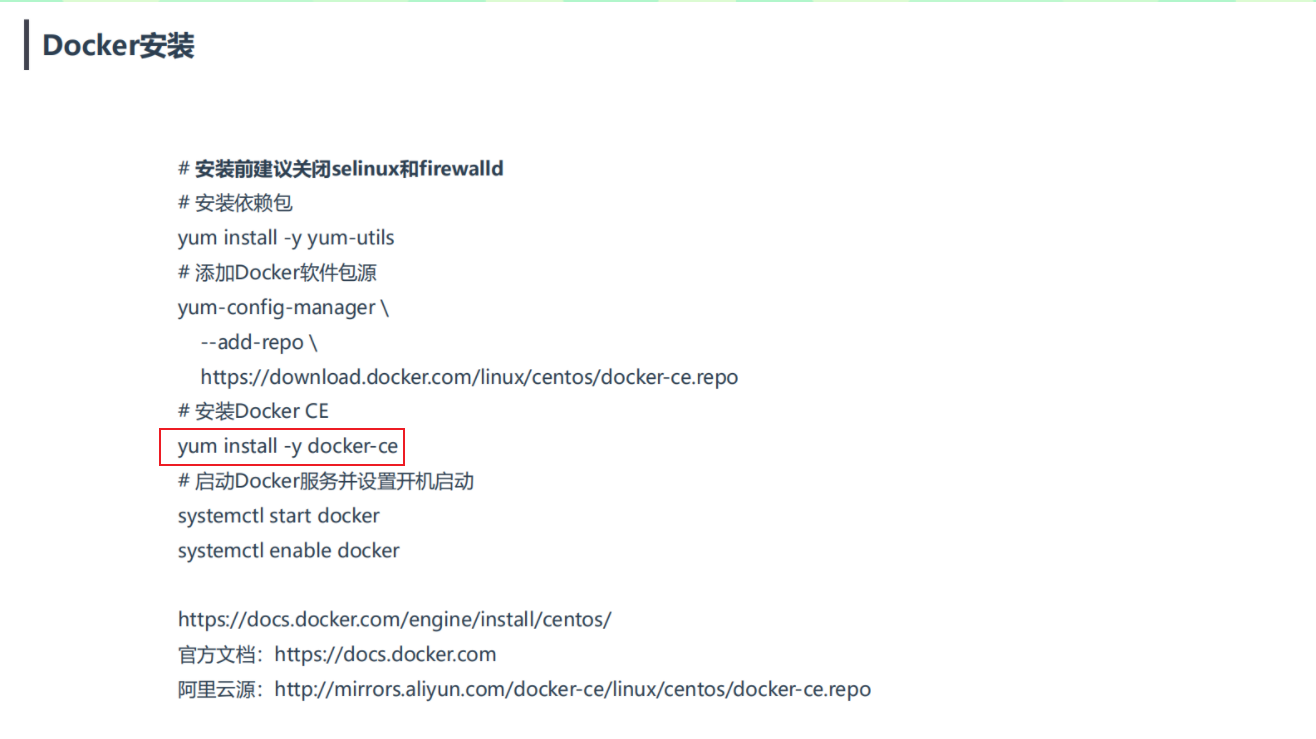 Docker安装
# 安装前建议关闭selinux和firewalld
# 安装依赖包
yum install -y yum-utils
# 添加Docker软件包源
yum-config-manager \
--add-repo \
https://download.docker.com/linux/centos/docker-ce.repo
# 安装Docker CE
yum install -y docker-ce
# 启动Docker服务并设置开机启动
systemctl start docker
systemctl enable docker
https://docs.docker.com/engine/install/centos/
官方文档：https://docs.docker.com
阿里云源：http://mirrors.aliyun.com/docker-ce/linux/centos/docker-ce.repo